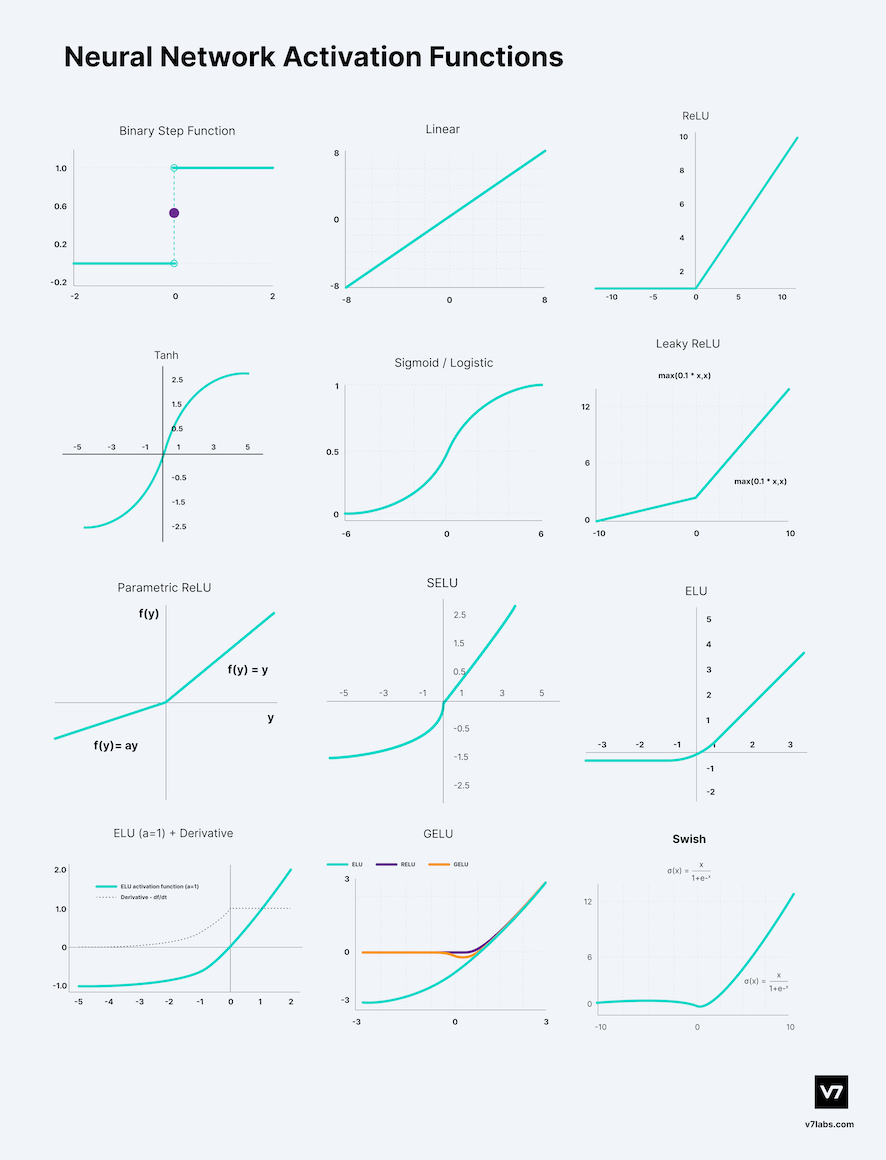 Neural Network Activation Functions
Binary Step Function
1.0
0.6
0.2
-0.2
-2 0 2
Linear
8
0
-8
-8 0 8
ReLU
10
8
6
4
2
-10 -5 0 5 10
Tanh
2.5
1.5
0.5
-5 -3 -1 1 3 5
-0.5
-1.5
-2.5
Sigmoid / Logistic
1
0.5
0
-6 0 6
Leaky ReLU
max(0.1 * x,x)
12
6
max(0.1 * x,x)
0
-10 0 10
Parametric ReLU
f(y)
f(y) = y
y
f(y)= ay
SELU
2.5
1.5
0.5
-5 -3 -1 1 3 5
-0.5
-1.5
-2.5
ELU
5
4
3
2
1
-3 -2 -1 1 2 3
-1
-2
ELU (a=1) + Derivative
2.0
ELU activation function (a=1)
Derivative - df/dt
1.0
0
-1.0
-5 -4 -3 -2 -1 0 1 2
GELU
ELU RELU GELU
3
0
-3
-3 0 3
Swish
σ(x) = x
1+e-ˣ
12
6
σ(x) = x
1+e-ˣ
0
-10 0 10
V7
v7labs.com